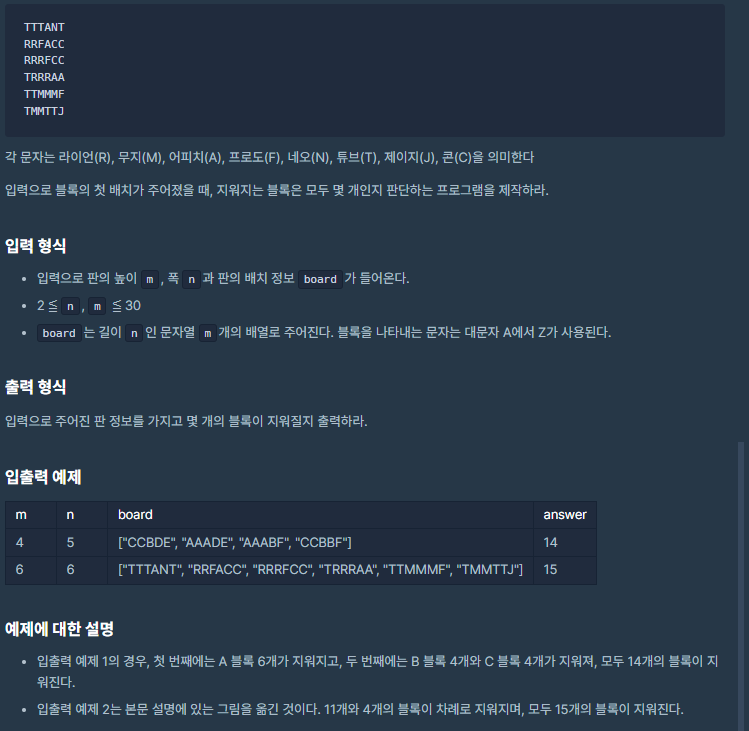 TTTANT
RRFACC
RRRFCC
TRRRAA
TTMMMF
TMMTTJ
각 문자는 라이언(R), 무지(M), 어피치(A), 프로도(F), 네오(N), 튜브(T), 제이지(J), 콘(C)을 의미한다
입력으로 블록의 첫 배치가 주어졌을 때, 지워지는 블록은 모두 몇 개인지 판단하는 프로그램을 제작하라.
입력 형식
• 입력으로 판의 높이 m, 폭 n과 판의 배치 정보 board가 들어온다.
• 2 ≦ n, m ≦ 30
• board는 길이 n인 문자열 m개의 배열로 주어진다. 블록을 나타내는 문자는 대문자 A에서 Z가 사용된다.
출력 형식
입력으로 주어진 판 정보를 가지고 몇 개의 블록이 지워질지 출력하라.
입출력 예제
m n board answer
4 5 ["CCBDE", "AAADE", "AAABF", "CCBBF"] 14
6 6 ["TTTANT", "RRFACC", "RRRFCC", "TRRRAA", "TTMMMF", "TMMTTJ"] 15
예제에 대한 설명
• 입출력 예제 1의 경우, 첫 번째에는 A 블록 6개가 지워지고, 두 번째에는 B 블록 4개와 C 블록 4개가 지워져, 모두 14개의 블록이 지
워진다.
• 입출력 예제 2는 본문 설명에 있는 그림을 옮긴 것이다. 11개와 4개의 블록이 차례로 지워지며, 모두 15개의 블록이 지워진다.